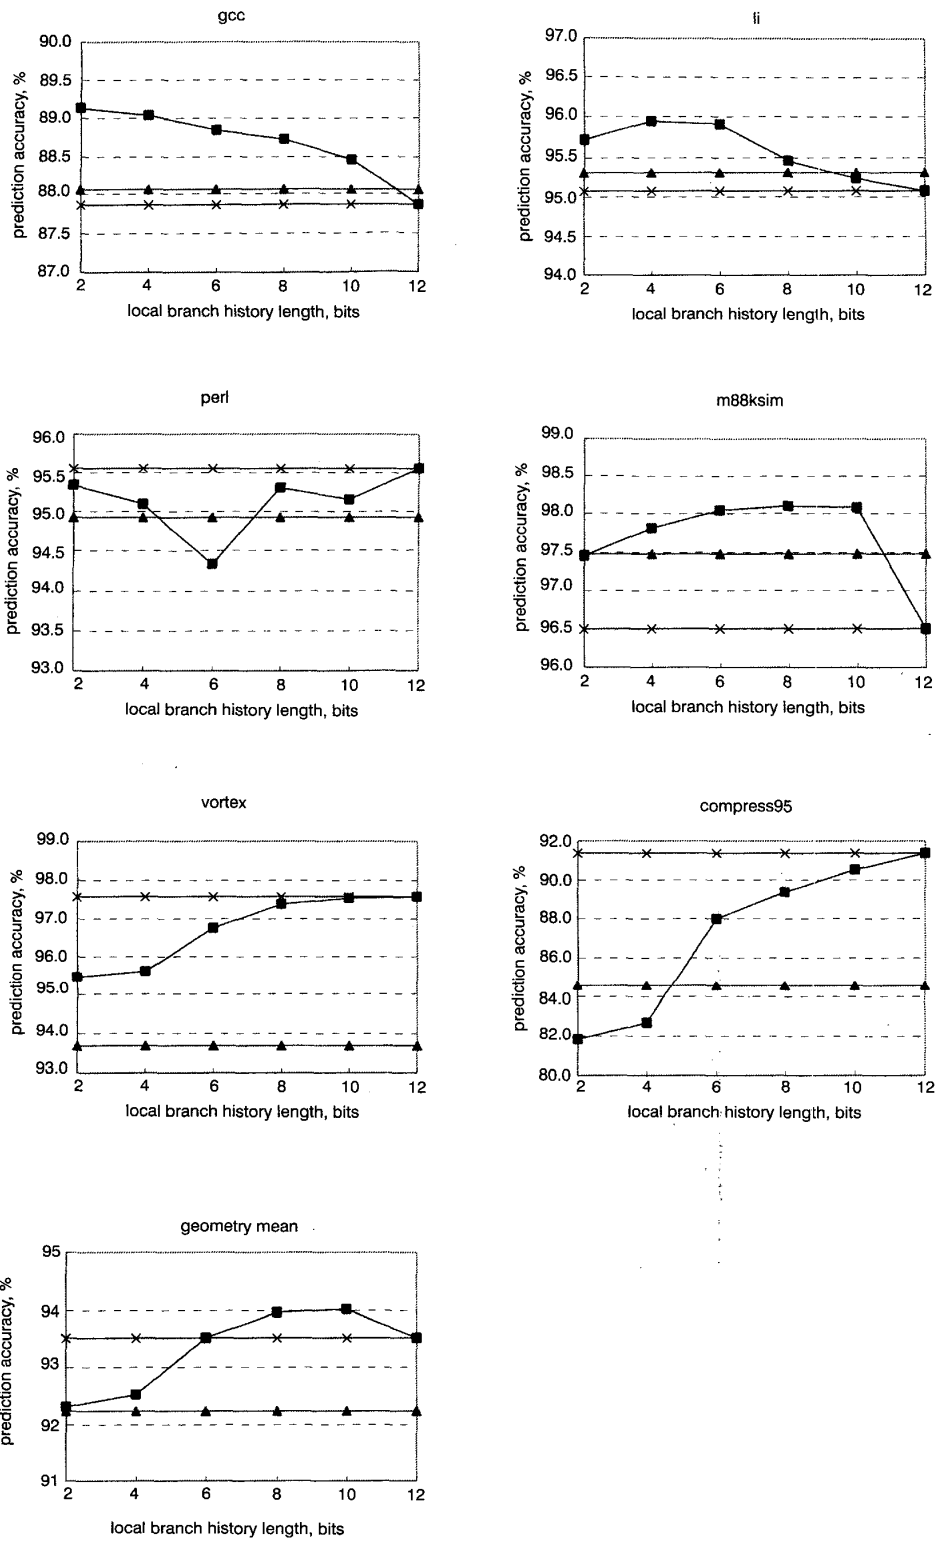 gcc
90.0
89.5
89.0
88.5
88.0
87.5
87.0
prediction accuracy, %
2 4 6 8 10 12
local branch history length, bits
li
97.0
96.5
96.0
95.5
95.0
94.5
94.0
prediction accuracy, %
2 4 6 8 10 12
local branch history length, bits
perl
96.0
95.5
95.0
94.5
94.0
93.5
93.0
prediction accuracy, %
2 4 6 8 10 12
local branch history length, bits
m88ksim
99.0
98.5
98.0
97.5
97.0
96.5
96.0
prediction accuracy, %
2 4 6 8 10 12
local branch history length, bits
vortex
99.0
98.0
97.0
96.0
95.0
94.0
93.0
prediction accuracy, %
2 4 6 8 10 12
local branch history length, bits
compress95
92.0
90.0
88.0
86.0
84.0
82.0
80.0
prediction accuracy, %
2 4 6 8 10 12
local branch history length, bits
geometry mean
95
94
93
92
91
prediction accuracy, %
2 4 6 8 10 12
local branch history length, bits